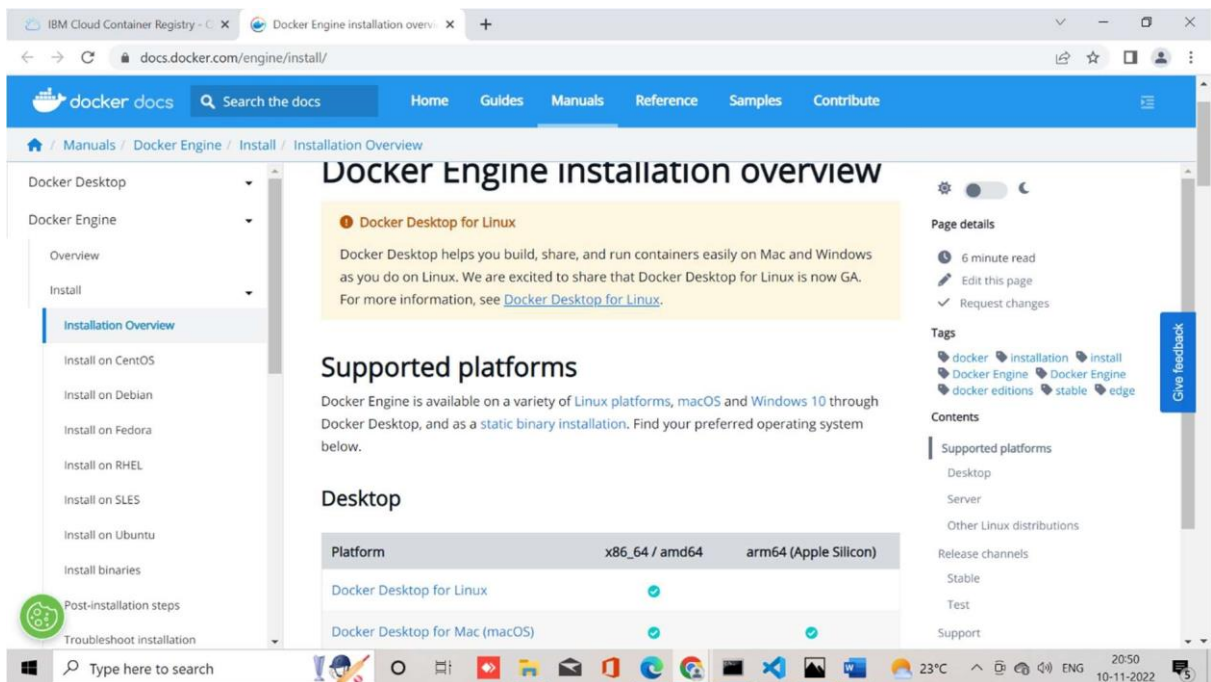 IBM Cloud Container Registry - C
Docker Engine installation overvi
docs.docker.com/engine/install/
docker docs
Search the docs
Home
Guides
Manuals
Reference
Samples
Contribute
/ Manuals / Docker Engine / Install / Installation Overview
Docker Desktop
Docker Engine
Overview
Install
Installation Overview
Install on CentOS
Install on Debian
Install on Fedora
Install on RHEL
Install on SLES
Install on Ubuntu
Install binaries
Post-installation steps
Troubleshoot installation
Docker Engine installation overview
Docker Desktop for Linux
Docker Desktop helps you build, share, and run containers easily on Mac and Windows
as you do on Linux. We are excited to share that Docker Desktop for Linux is now GA.
For more information, see Docker Desktop for Linux.
Supported platforms
Docker Engine is available on a variety of Linux platforms, macOS and Windows 10 through
Docker Desktop, and as a static binary installation. Find your preferred operating system
below.
Desktop
Platform x86_64 / amd64 arm64 (Apple Silicon)
Docker Desktop for Linux
Docker Desktop for Mac (macOS)
Page details
6 minute read
Edit this page
Request changes
Tags
docker installation install
Docker Engine Docker Engine
docker editions stable edge
Contents
Supported platforms
Desktop
Server
Other Linux distributions
Release channels
Stable
Test
Support
Give feedback
Type here to search
23°C
ENG
20:50
10-11-2022
5